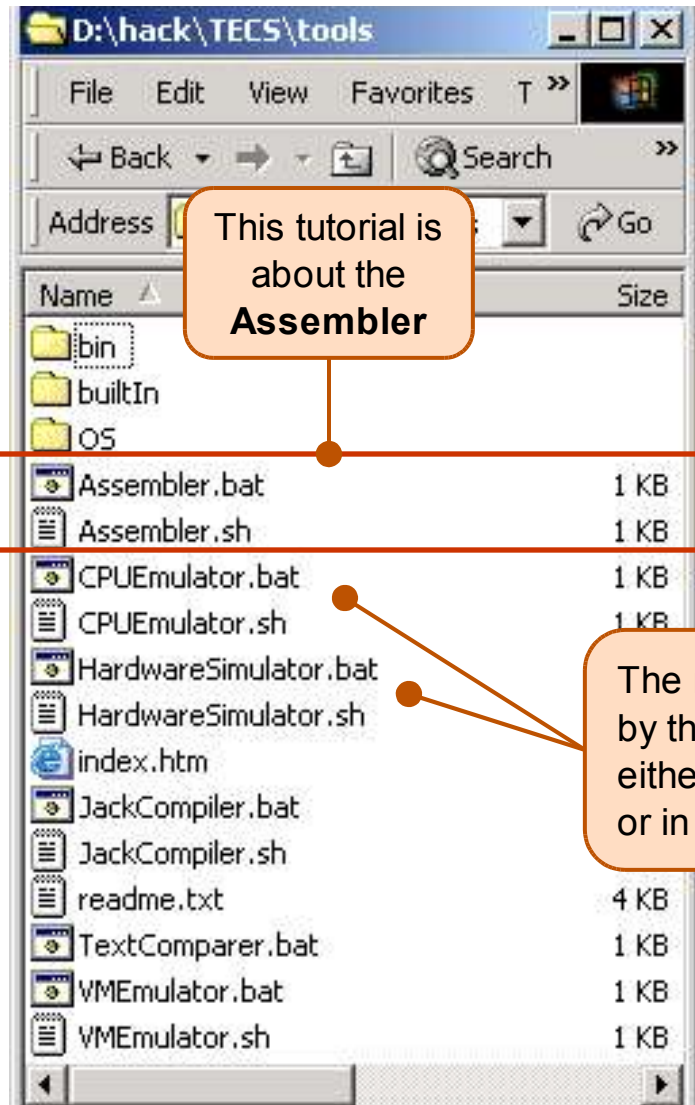 D:\hack\TECS\tools
File Edit View Favorites T »
Back Search »
Address Go
This tutorial is
about the
Assembler
Name Size
bin
builtIn
OS
Assembler.bat 1 KB
Assembler.sh 1 KB
CPUEmulator.bat 1 KB
CPUEmulator.sh 1 KB
HardwareSimulator.bat
HardwareSimulator.sh
The
by th
eithe
or in
index.htm
JackCompiler.bat
JackCompiler.sh
readme.txt 4 KB
TextComparer.bat 1 KB
VMEmulator.bat 1 KB
VMEmulator.sh 1 KB